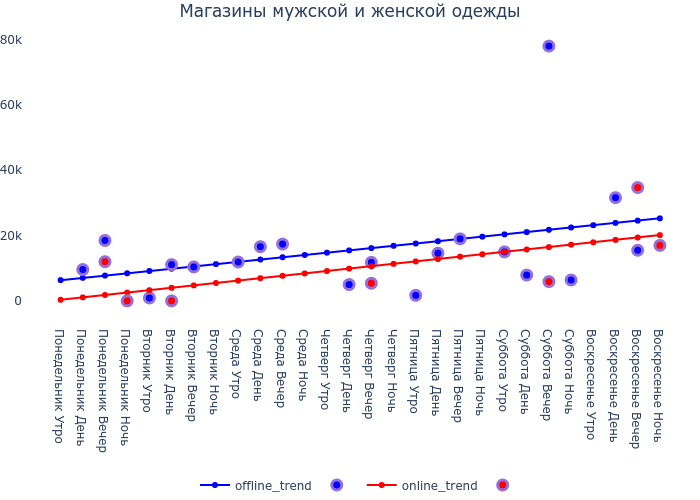 Магазины мужской и женской одежды
80k
60k
40k
20k
0
Понедельник Утро
Понедельник День
Понедельник Вечер
Понедельник Ночь
Вторник Утро
Вторник День
Вторник Вечер
Вторник Ночь
Среда Утро
Среда День
Среда Вечер
Среда Ночь
Четверг Утро
Четверг День
Четверг Вечер
Четверг Ночь
Пятница Утро
Пятница День
Пятница Вечер
Пятница Ночь
Суббота Утро
Суббота День
Суббота Вечер
Суббота Ночь
Воскресенье Утро
Воскресенье День
Воскресенье Вечер
Воскресенье Ночь
offline_trend online_trend